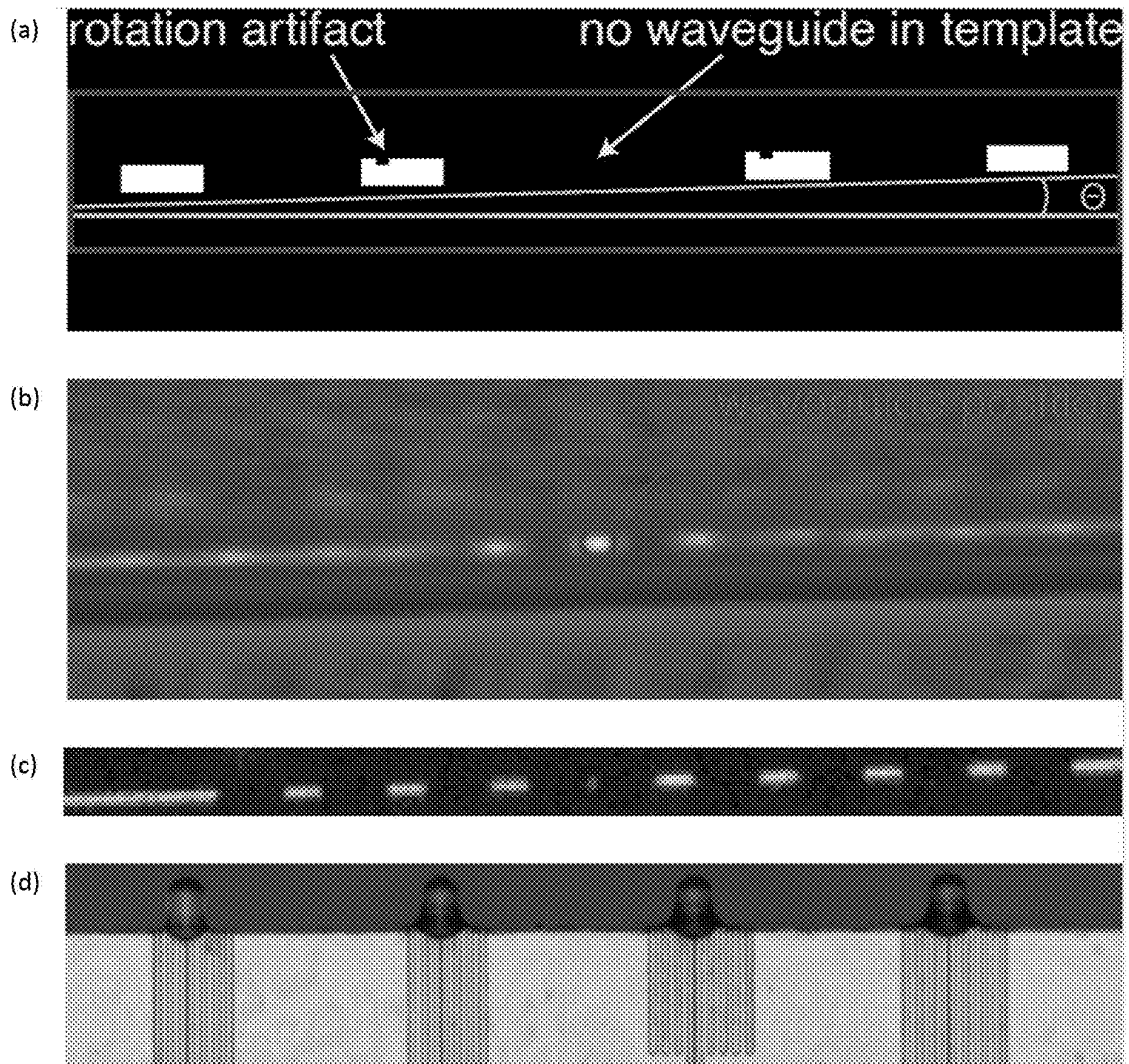 (a)
rotation artifact no waveguide in template
Θ
(b)
(c)
(d)